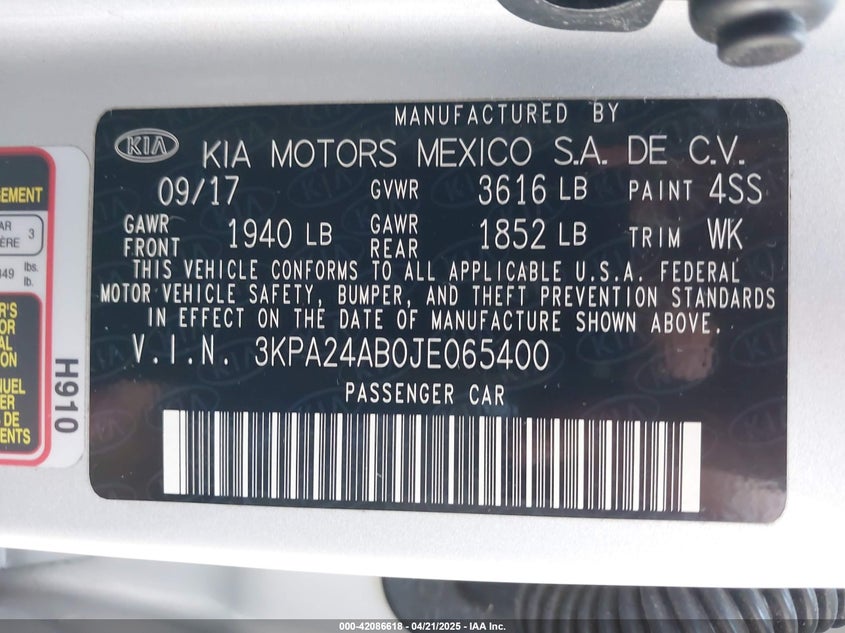 MANUFACTURED BY
KIA KIA MOTORS MEXICO S.A. DE C.V.
09/17 GVWR 3616 LB PAINT 4SS
GAWR FRONT 1940 LB GAWR REAR 1852 LB TRIM WK
THIS VEHICLE CONFORMS TO ALL APPLICABLE U.S.A. FEDERAL
MOTOR VEHICLE SAFETY, BUMPER, AND THEFT PREVENTION STANDARDS
IN EFFECT ON THE DATE OF MANUFACTURE SHOWN ABOVE.
V.I.N. 3KPA24AB0JE065400
PASSENGER CAR
H910
3
lbs.
lb.
000-42086618 - 04/21/2025 - IAA Inc.